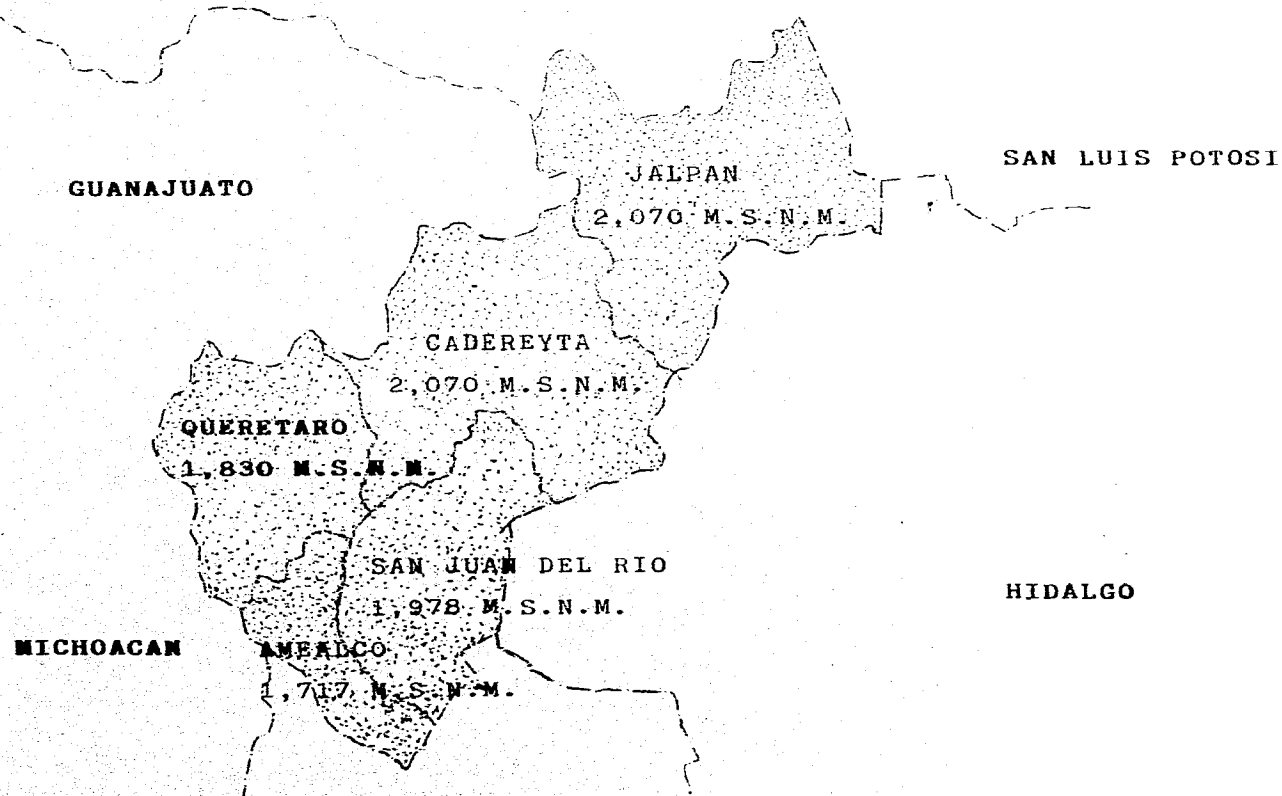 SAN LUIS POTOSI
GUANAJUATO
JALPAN
2,070 M.S.N.M.
CADEREYTA
2,070 M.S.N.M.
QUERETARO
1,830 M.S.N.M.
SAN JUAN DEL RIO
1,978 M.S.N.M.
HIDALGO
MICHOACAN
AMEALCO
1,717 M.S.N.M.